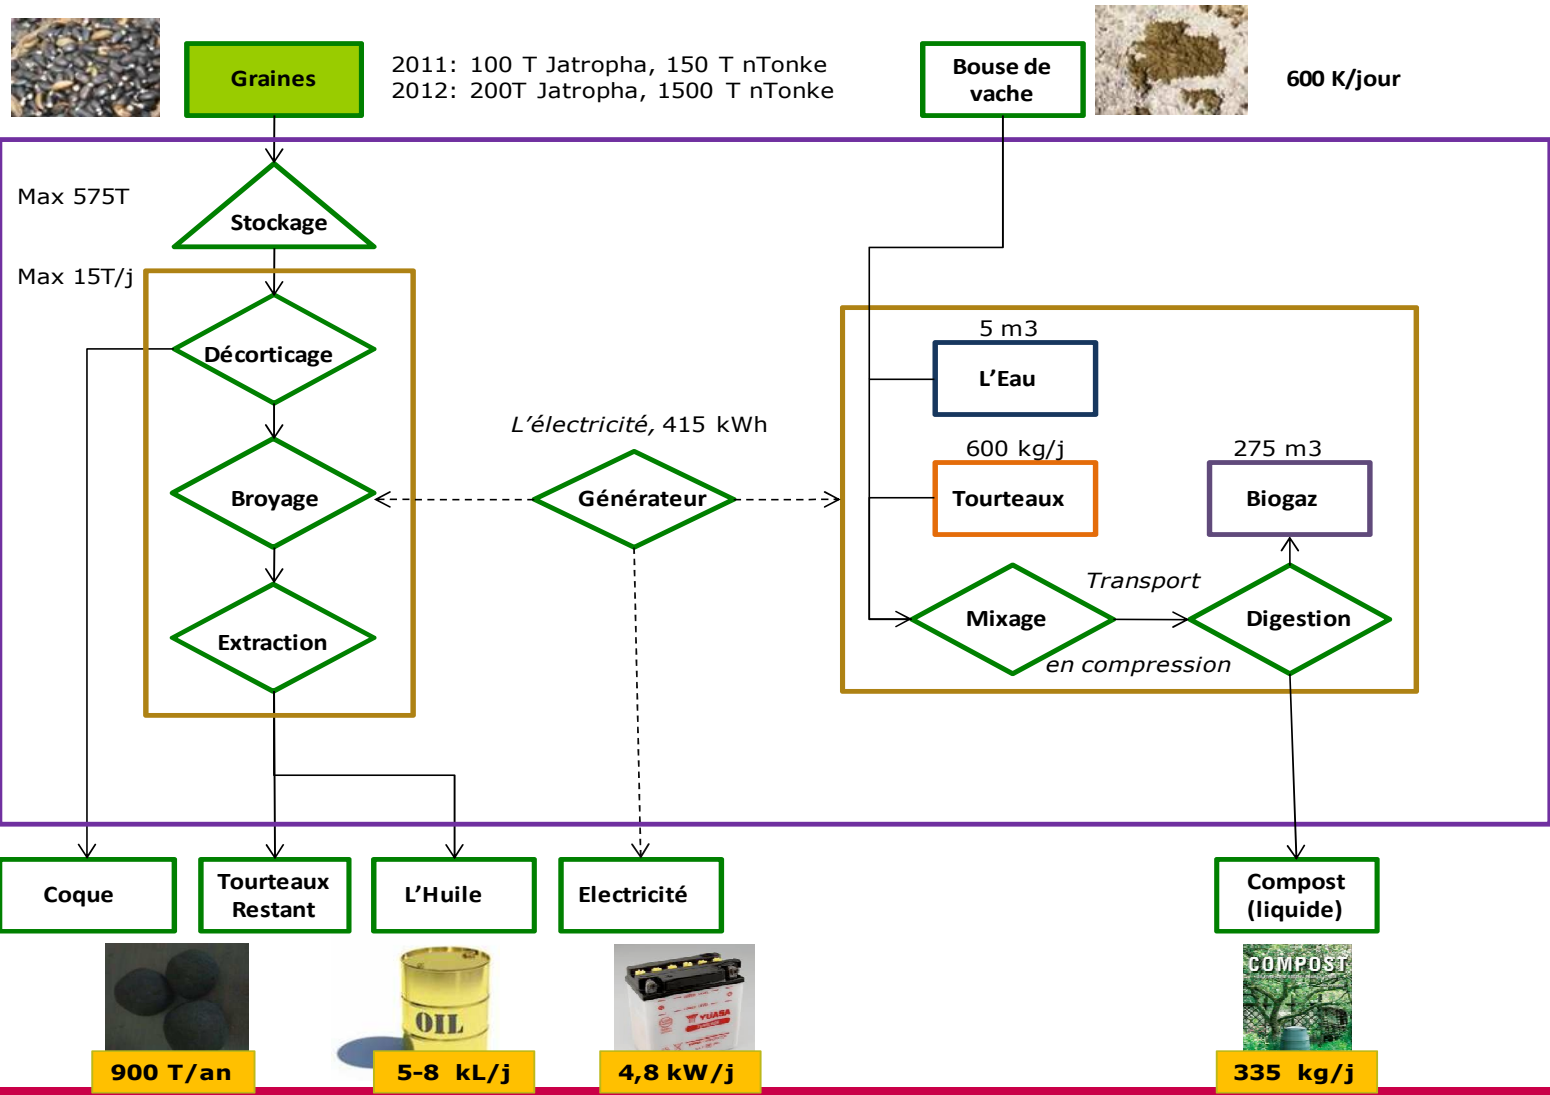 Graines
2011: 100 T Jatropha, 150 T nTonke
2012: 200T Jatropha, 1500 T nTonke
Bouse de
vache
600 K/jour
Max 575T
Stockage
Max 15T/j
Décorticage
Broyage
Extraction
L’électricité, 415 kWh
Générateur
5 m3
L’Eau
600 kg/j
Tourteaux
275 m3
Biogaz
Mixage
Transport
en compression
Digestion
Coque
Tourteaux
Restant
L’Huile
Electricité
Compost
(liquide)
OIL
YUASA
COMPOST
900 T/an
5-8 kL/j
4,8 kW/j
335 kg/j